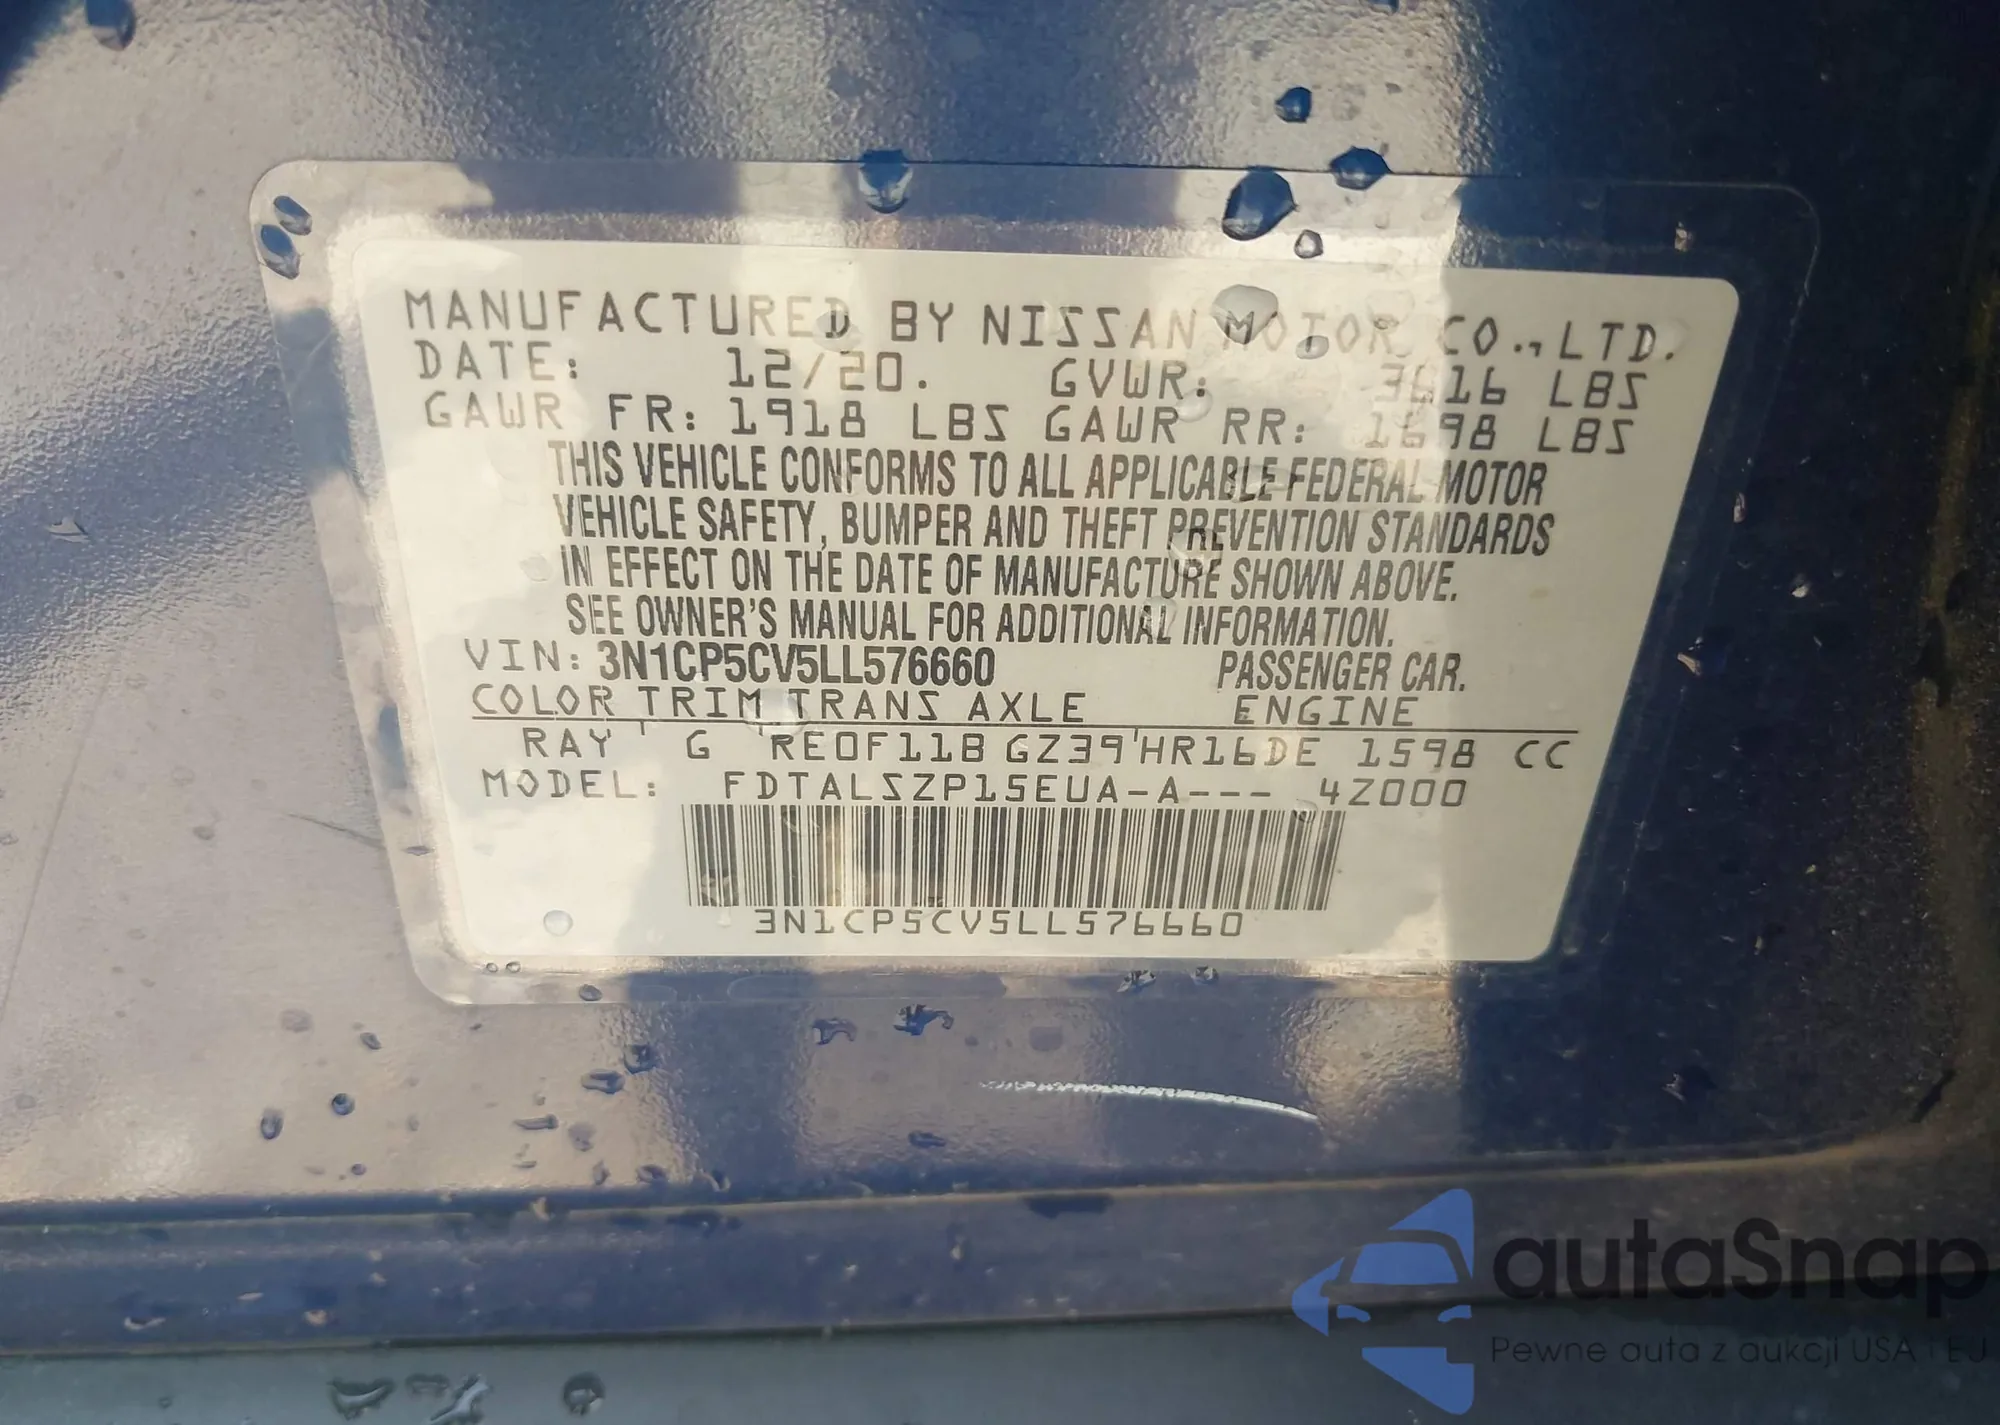 MANUFACTURED BY NISSAN MOTOR CO., LTD.
DATE: 12/20. GVWR: 3616 LBS
GAWR FR: 1918 LBS GAWR RR: 1698 LBS
THIS VEHICLE CONFORMS TO ALL APPLICABLE FEDERAL MOTOR
VEHICLE SAFETY, BUMPER AND THEFT PREVENTION STANDARDS
IN EFFECT ON THE DATE OF MANUFACTURE SHOWN ABOVE.
SEE OWNER'S MANUAL FOR ADDITIONAL INFORMATION.
VIN: 3N1CP5CV5LL576660 PASSENGER CAR.
COLOR TRIM TRANS AXLE ENGINE
RAY G RE0F11B GZ39 HR16DE 1598 CC
MODEL: FDTALSZP15EUA-A--- 4Z000
3N1CP5CV5LL576660
autaSnap
Pewne auta z aukcji USA i EU